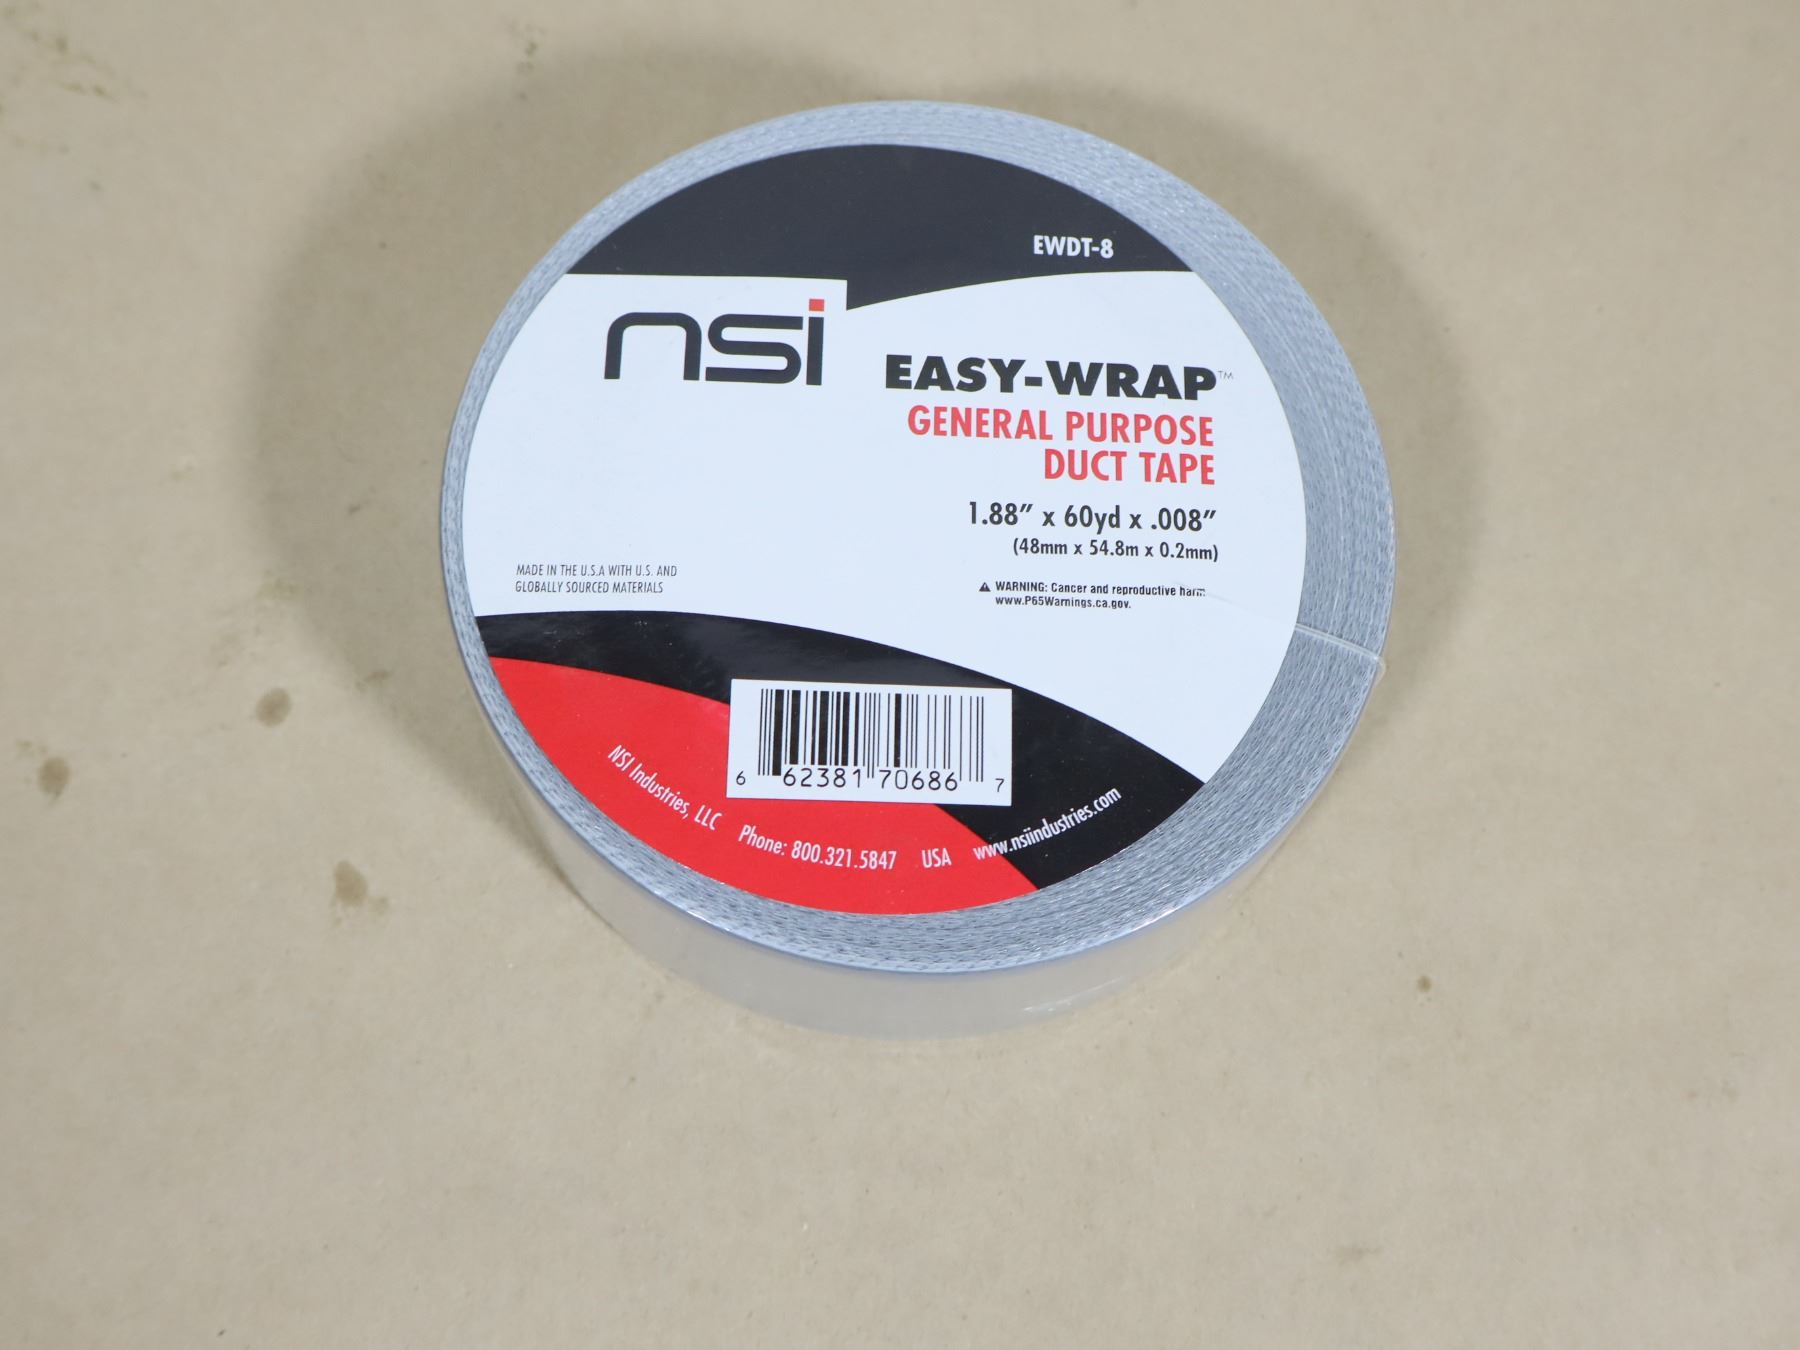 EWDT-8
nsi
EASY-WRAP™
GENERAL PURPOSE
DUCT TAPE
1.88" x 60yd x .008"
(48mm x 54.8m x 0.2mm)
MADE IN THE U.S.A WITH U.S. AND
GLOBALLY SOURCED MATERIALS
⚠ WARNING: Cancer and reproductive harm
www.P65Warnings.ca.gov.
6 62381 70686 7
NSI Industries, LLC Phone: 800.321.5847 USA www.nsiindustries.com